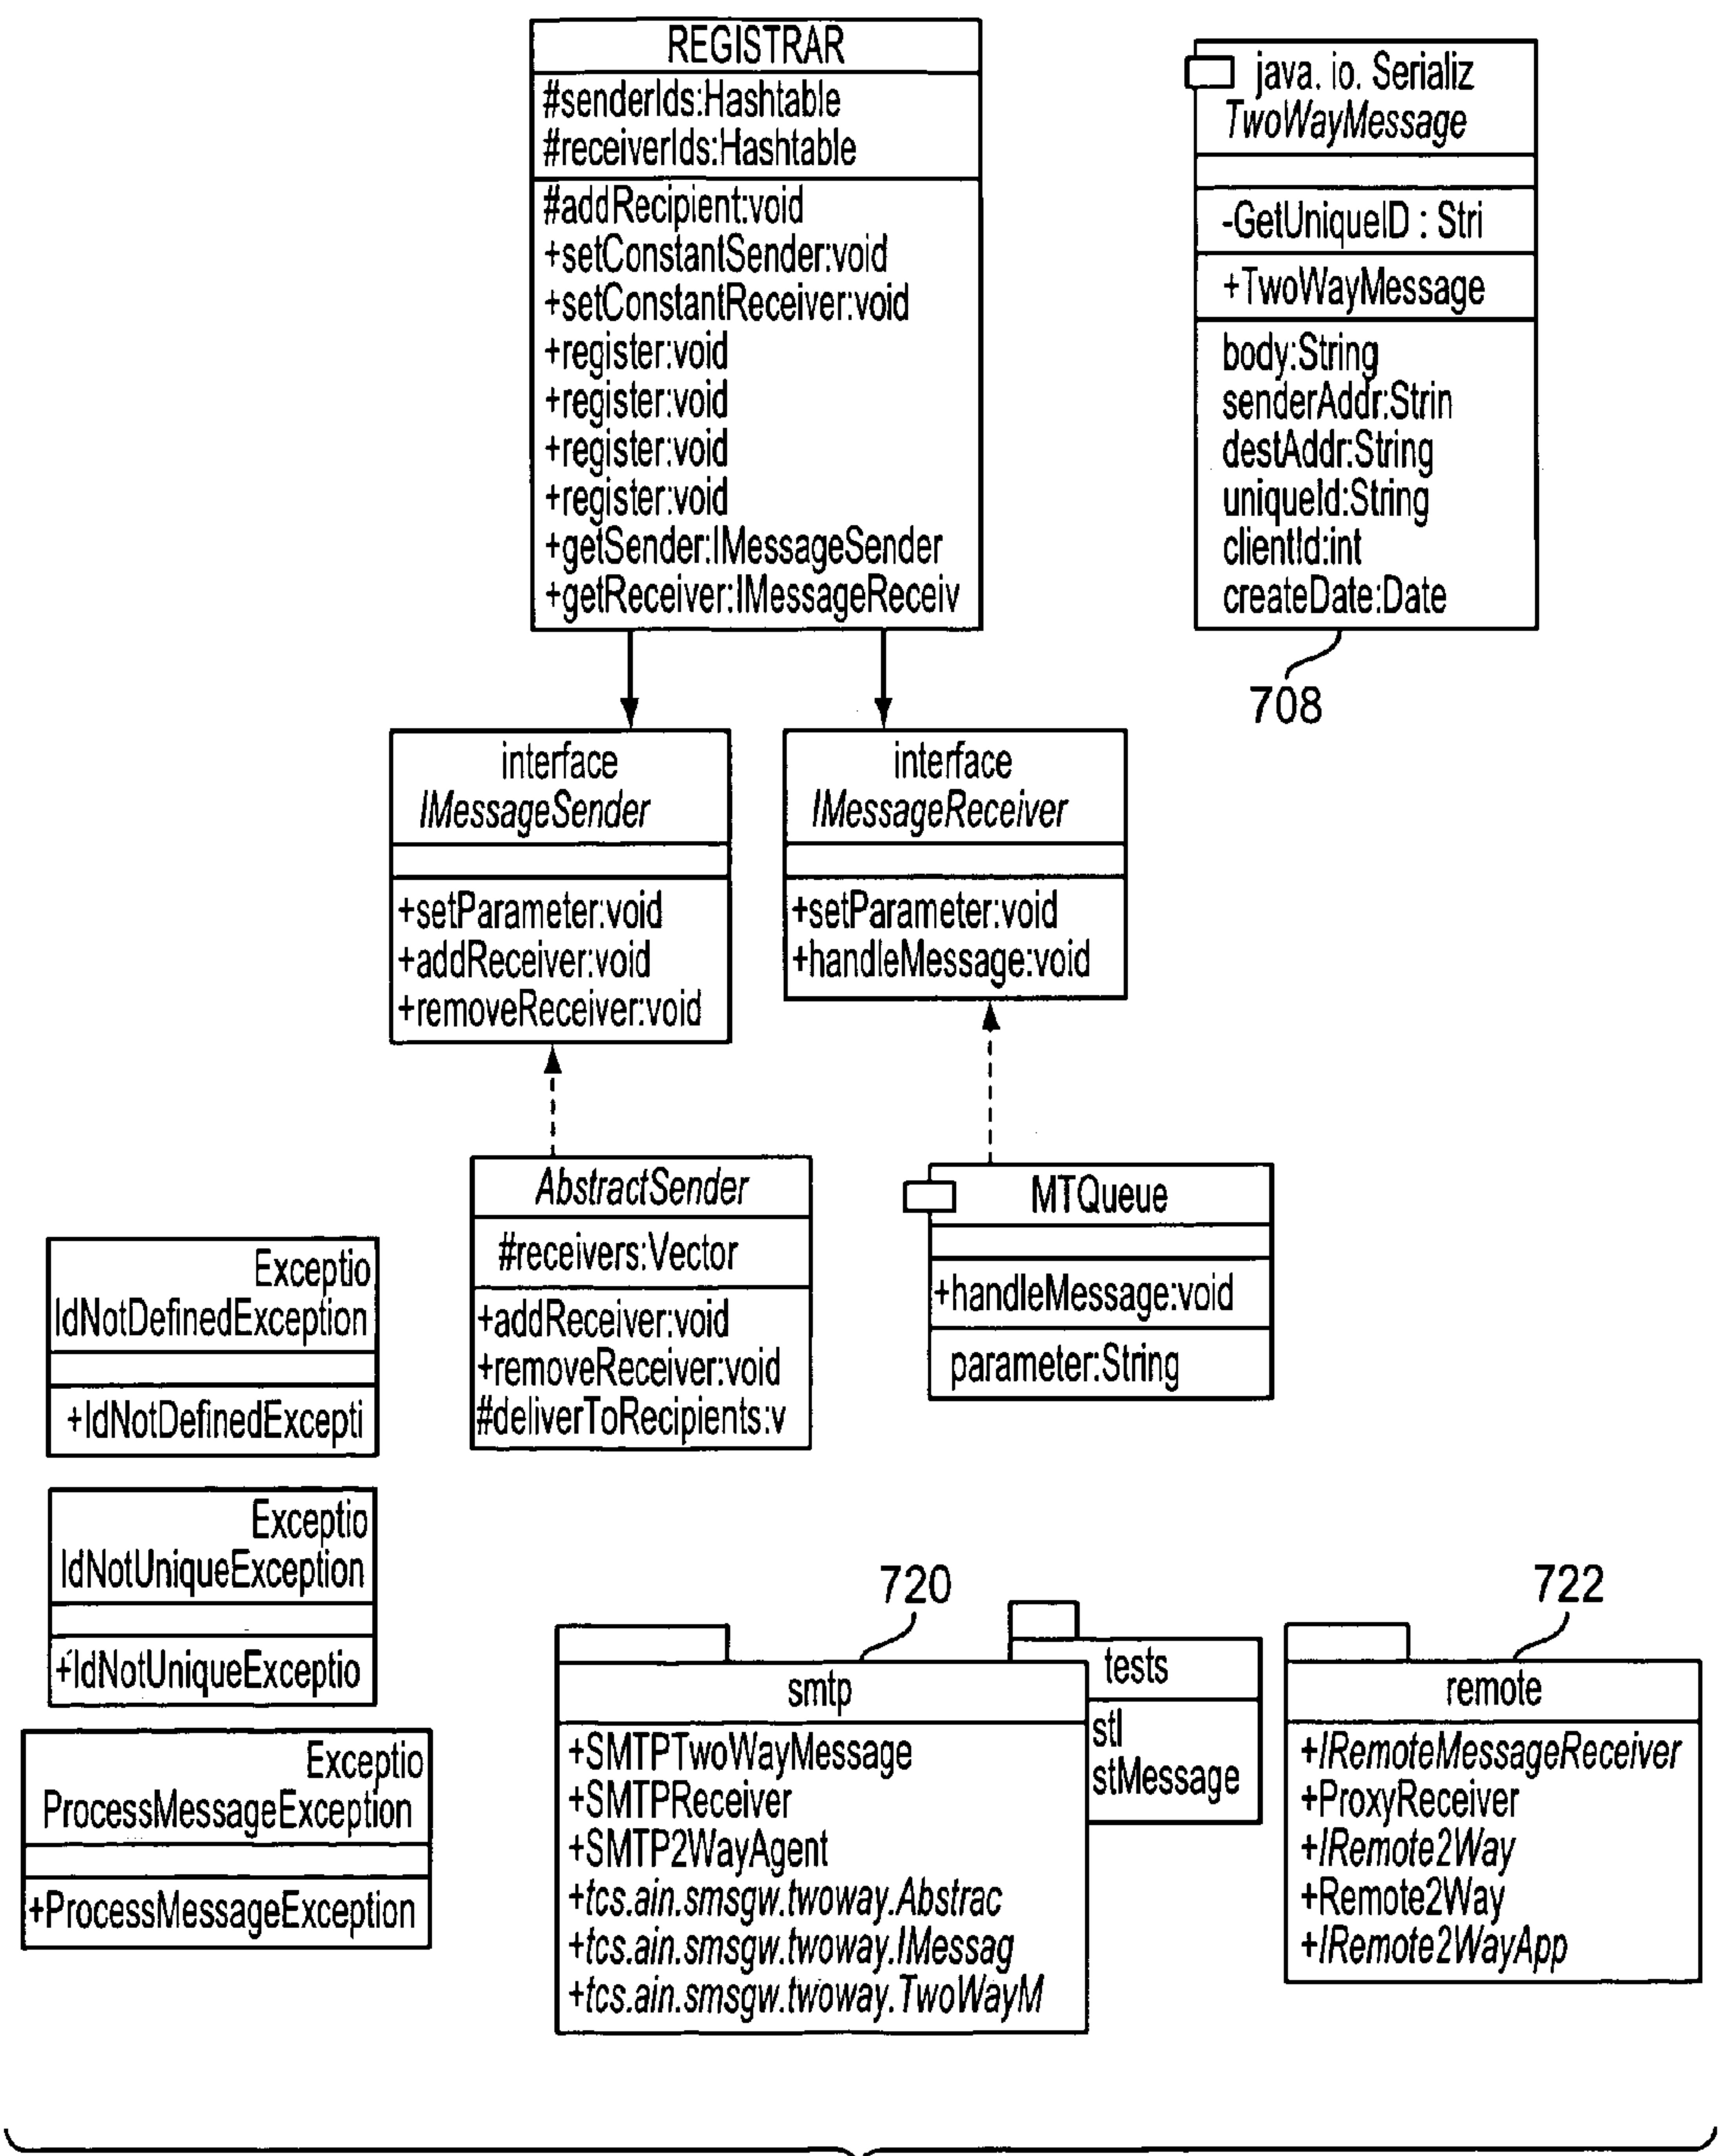 REGISTRAR
#senderIds:Hashtable
#receiverIds:Hashtable
#addRecipient:void
+setConstantSender:void
+setConstantReceiver:void
+register:void
+register:void
+register:void
+register:void
+getSender:IMessageSender
+getReceiver:IMessageReceiv
java. io. Serializ
TwoWayMessage
-GetUniqueID : Stri
+TwoWayMessage
body:String
senderAddr:Strin
destAddr:String
uniqueId:String
clientId:int
createDate:Date
708
interface
IMessageSender
+setParameter:void
+addReceiver:void
+removeReceiver:void
interface
IMessageReceiver
+setParameter:void
+handleMessage:void
AbstractSender
#receivers:Vector
+addReceiver:void
+removeReceiver:void
#deliverToRecipients:v
MTQueue
+handleMessage:void
parameter:String
Exceptio
IdNotDefinedException
+IdNotDefinedExcepti
Exceptio
IdNotUniqueException
+IdNotUniqueExceptio
Exceptio
ProcessMessageException
+ProcessMessageException
720
smtp
+SMTPTwoWayMessage
+SMTPReceiver
+SMTP2WayAgent
+tcs.ain.smsgw.twoway.Abstrac
+tcs.ain.smsgw.twoway.IMessag
+tcs.ain.smsgw.twoway.TwoWayM
tests
stI
stMessage
722
remote
+IRemoteMessageReceiver
+ProxyReceiver
+IRemote2Way
+Remote2Way
+IRemote2WayApp